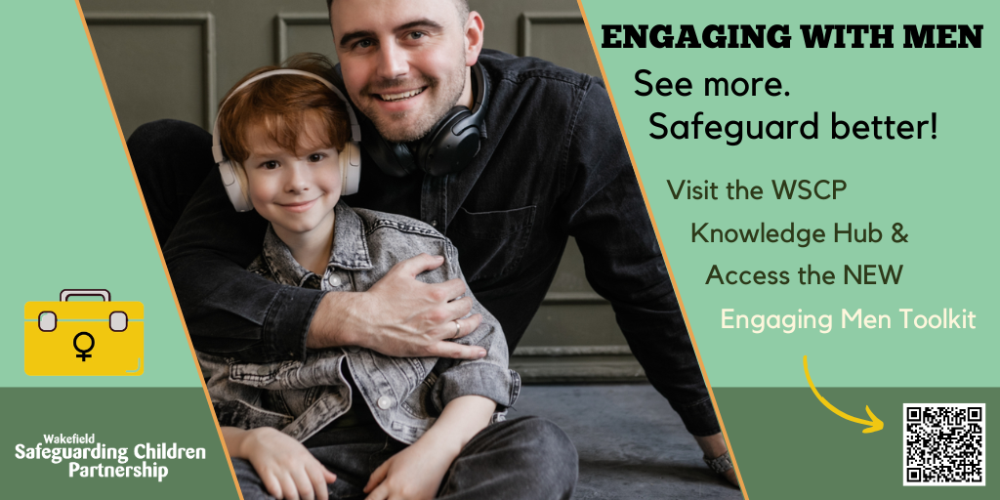 ENGAGING WITH MEN
See more.
Safeguard better!
Visit the WSCP
Knowledge Hub &
Access the NEW
Engaging Men Toolkit
Wakefield
Safeguarding Children
Partnership